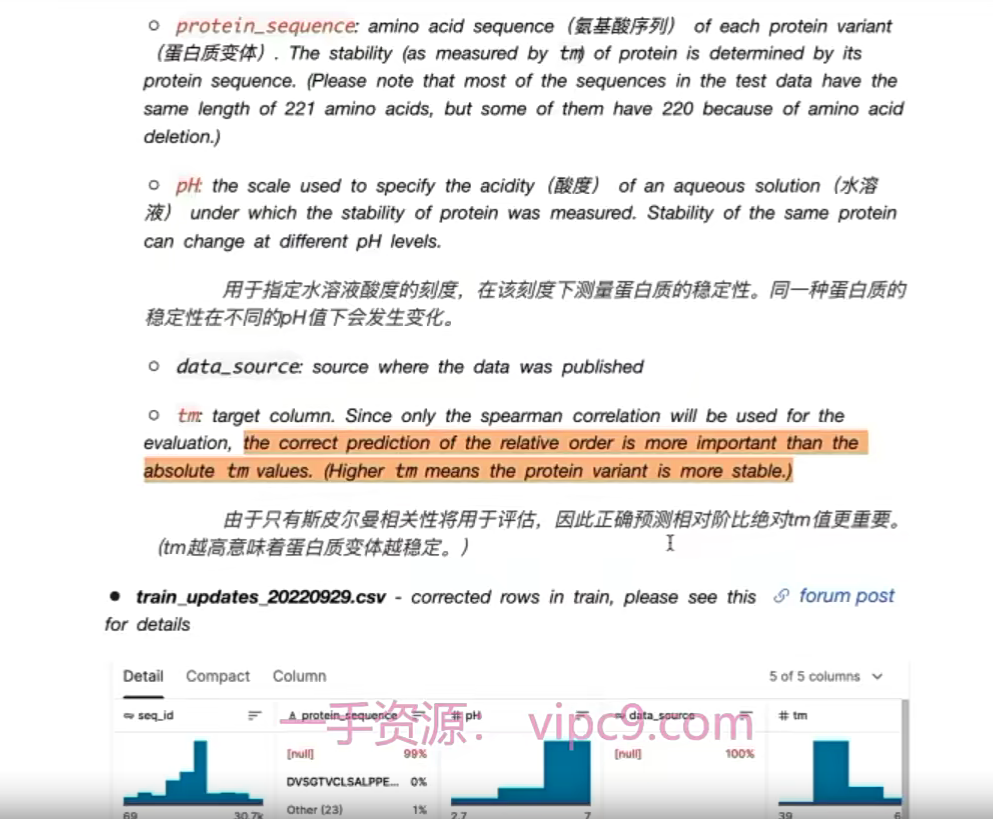 protein_sequence: amino acid sequence（氨基酸序列） of each protein variant
（蛋白质变体）. The stability (as measured by tm) of protein is determined by its
protein sequence. (Please note that most of the sequences in the test data have the
same length of 221 amino acids, but some of them have 220 because of amino acid
deletion.)
pH: the scale used to specify the acidity（酸度） of an aqueous solution（水溶
液） under which the stability of protein was measured. Stability of the same protein
can change at different pH levels.
用于指定水溶液酸度的刻度，在该刻度下测量蛋白质的稳定性。同一种蛋白质的
稳定性在不同的pH值下会发生变化。
data_source: source where the data was published
tm: target column. Since only the spearman correlation will be used for the
evaluation, the correct prediction of the relative order is more important than the
absolute tm values. (Higher tm means the protein variant is more stable.)
由于只有斯皮尔曼相关性将用于评估，因此正确预测相对阶比绝对tm值更重要。
（tm越高意味着蛋白质变体越稳定。）
train_updates_20220929.csv - corrected rows in train, please see this forum post
for details
Detail Compact Column 5 of 5 columns
seq_id A protein_sequence # pH data_source # tm
一手资源： vipc9.com
[null] 99% [null] 100%
DVSGTVCLSALPPE... 0%
Other (23) 1%
69 30.7k 2.7 7 39